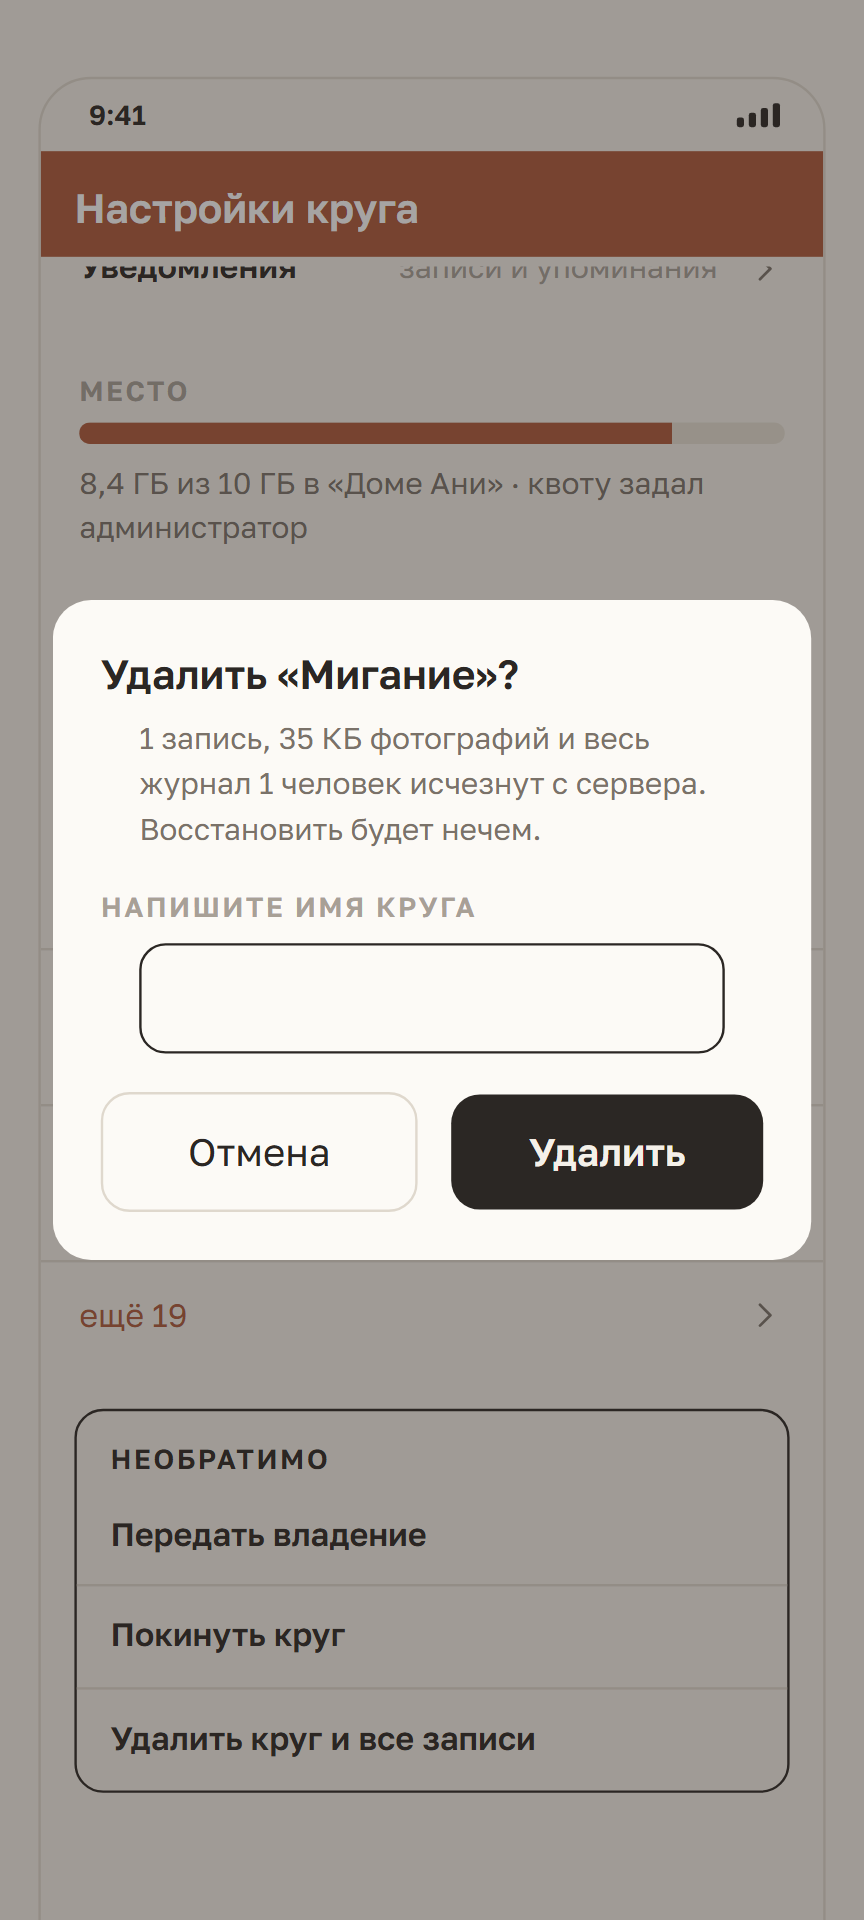 9:41
Настройки круга
Уведомления записи и упоминания
МЕСТО
8,4 ГБ из 10 ГБ в «Доме Ани» · квоту задал
администратор
Удалить «Мигание»?
1 запись, 35 КБ фотографий и весь
журнал 1 человек исчезнут с сервера.
Восстановить будет нечем.
НАПИШИТЕ ИМЯ КРУГА
Отмена Удалить
ещё 19
НЕОБРАТИМО
Передать владение
Покинуть круг
Удалить круг и все записи